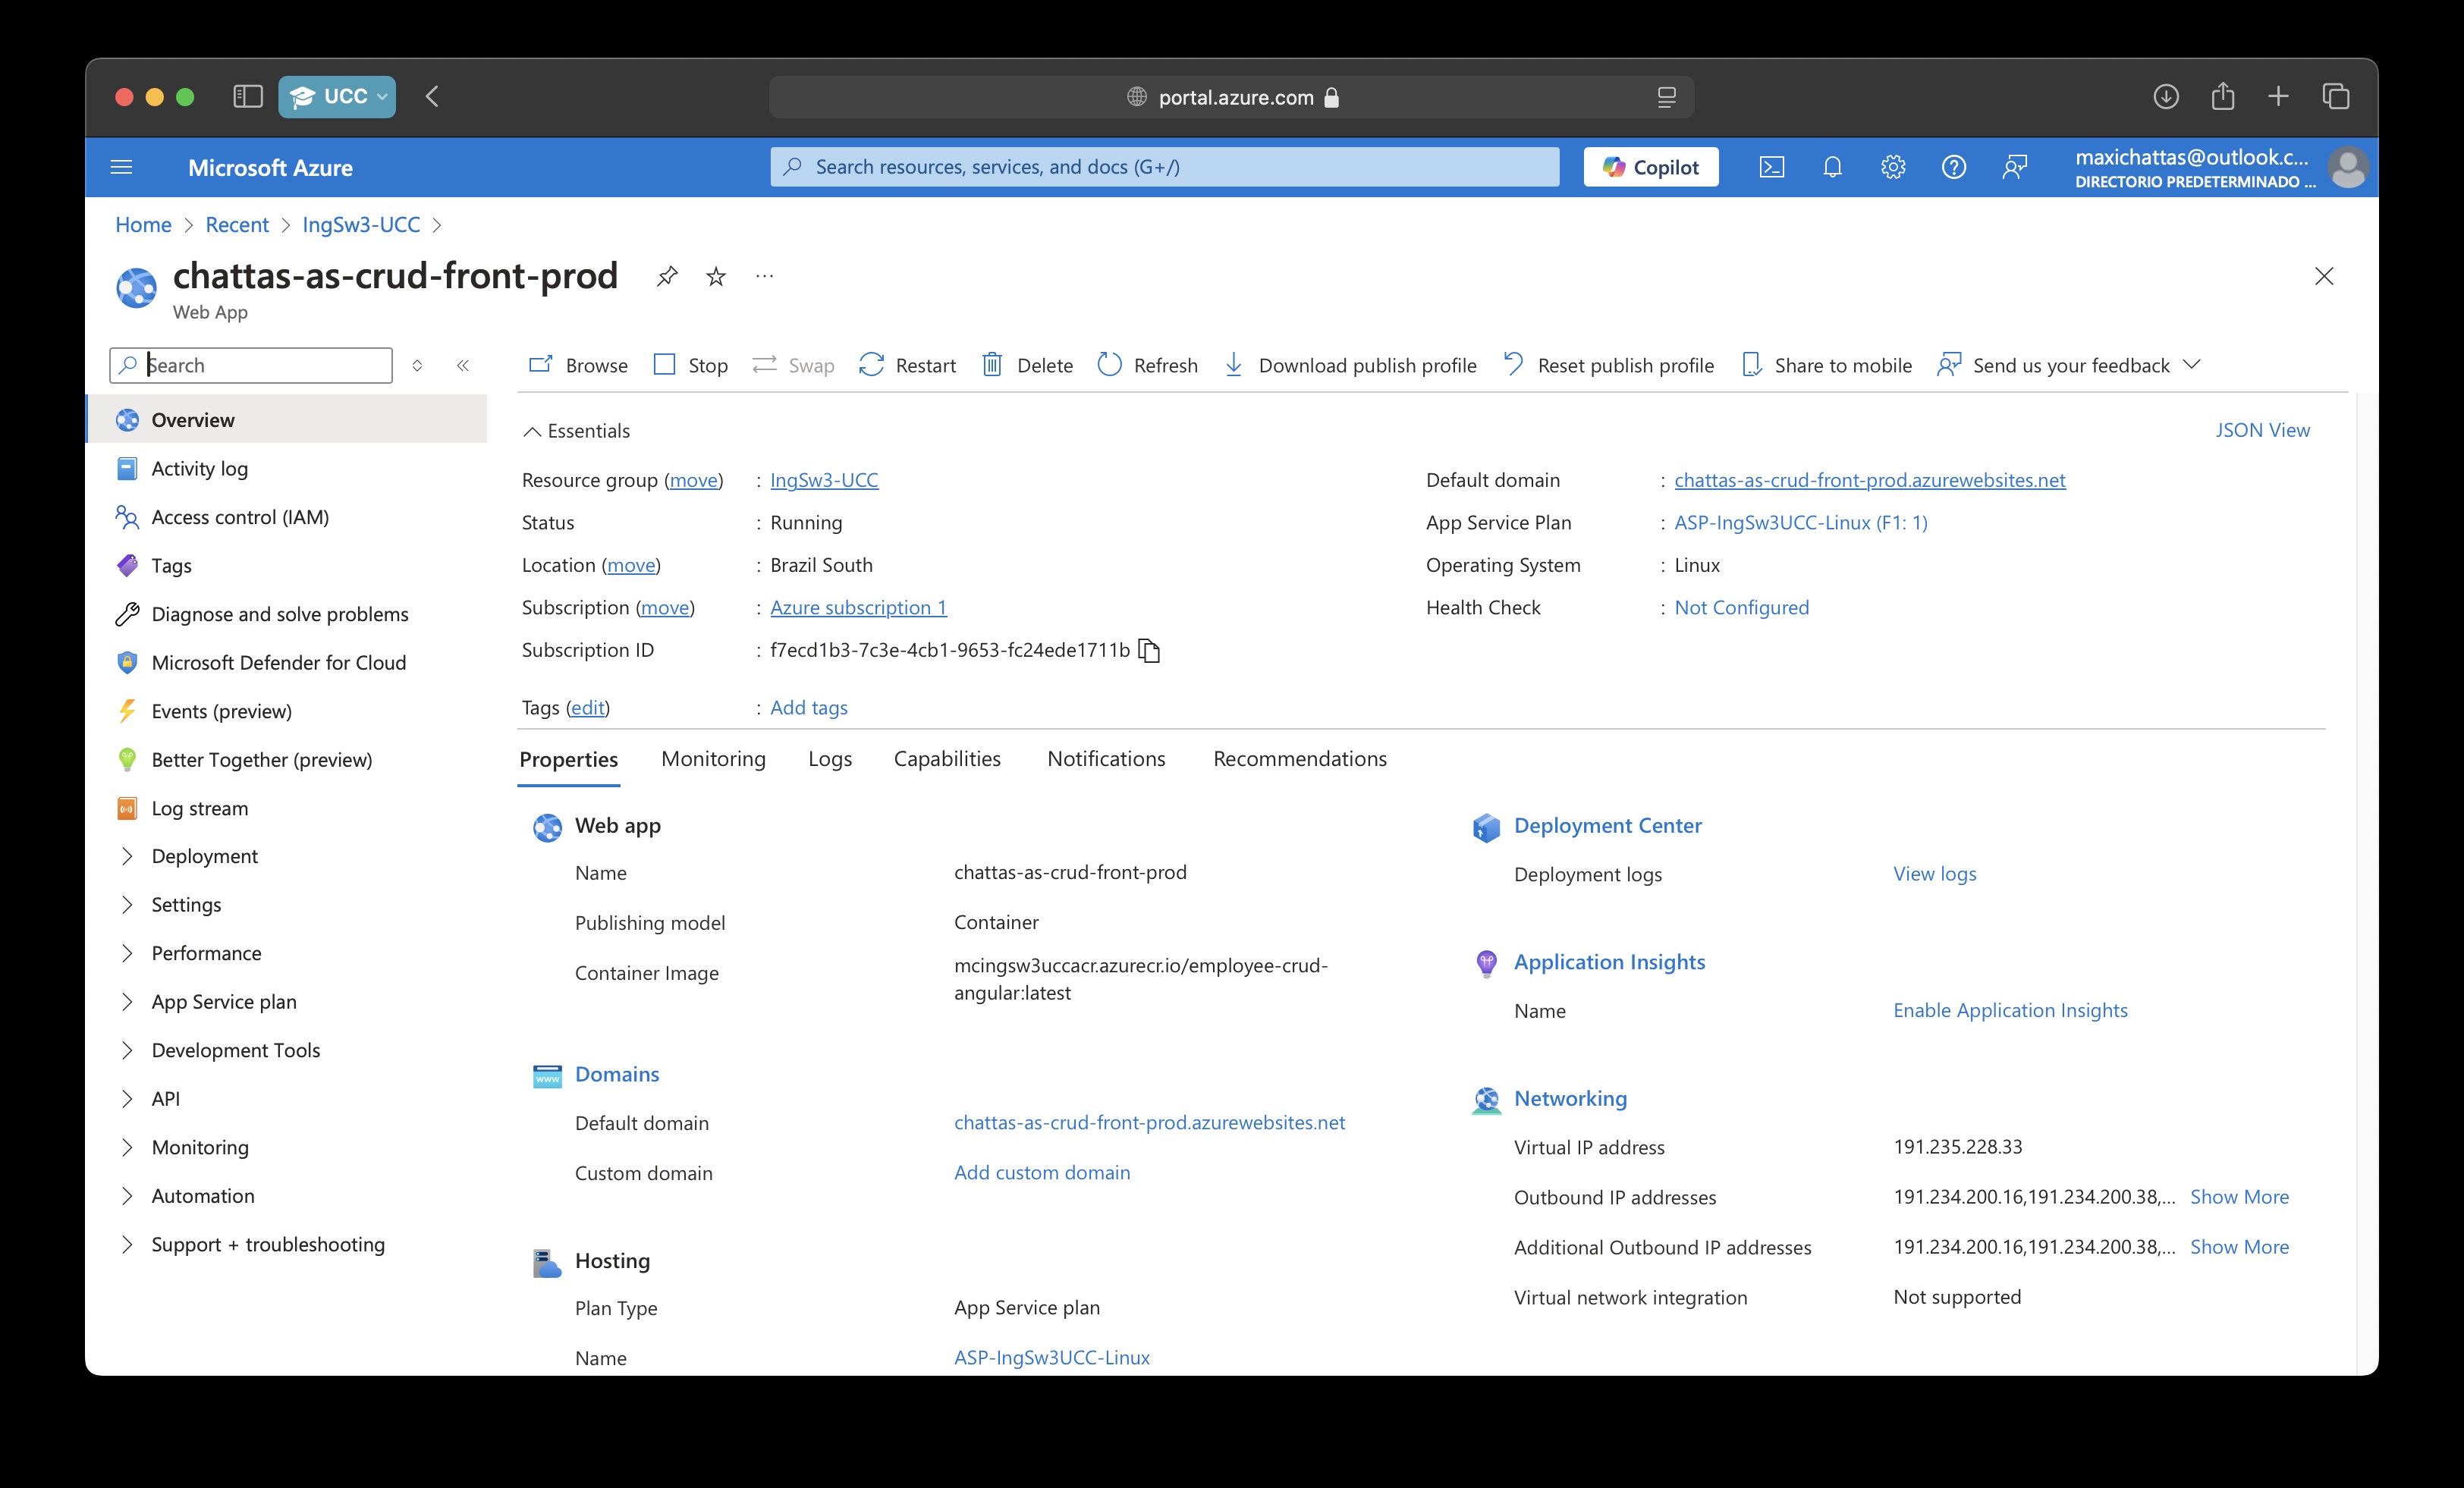 UCC
portal.azure.com
Microsoft Azure
Search resources, services, and docs (G+/)
Copilot
maxichattas@outlook.c...
DIRECTORIO PREDETERMINADO ...
Home > Recent > IngSw3-UCC >
chattas-as-crud-front-prod
...
Web App
Search
Browse Stop Swap Restart Delete Refresh Download publish profile Reset publish profile Share to mobile Send us your feedback
Overview
Activity log
Access control (IAM)
Tags
Diagnose and solve problems
Microsoft Defender for Cloud
Events (preview)
Better Together (preview)
Log stream
Deployment
Settings
Performance
App Service plan
Development Tools
API
Monitoring
Automation
Support + troubleshooting
Essentials
JSON View
Resource group (move) : IngSw3-UCC
Status : Running
Location (move) : Brazil South
Subscription (move) : Azure subscription 1
Subscription ID : f7ecd1b3-7c3e-4cb1-9653-fc24ede1711b
Tags (edit) : Add tags
Default domain : chattas-as-crud-front-prod.azurewebsites.net
App Service Plan : ASP-IngSw3UCC-Linux (F1: 1)
Operating System : Linux
Health Check : Not Configured
Properties Monitoring Logs Capabilities Notifications Recommendations
Web app
Name chattas-as-crud-front-prod
Publishing model Container
Container Image mcingsw3uccacr.azurecr.io/employee-crud-
angular:latest
WWW
Domains
Default domain chattas-as-crud-front-prod.azurewebsites.net
Custom domain Add custom domain
Hosting
Plan Type App Service plan
Name ASP-IngSw3UCC-Linux
Deployment Center
Deployment logs View logs
Application Insights
Name Enable Application Insights
Networking
Virtual IP address 191.235.228.33
Outbound IP addresses 191.234.200.16,191.234.200.38,... Show More
Additional Outbound IP addresses 191.234.200.16,191.234.200.38,... Show More
Virtual network integration Not supported